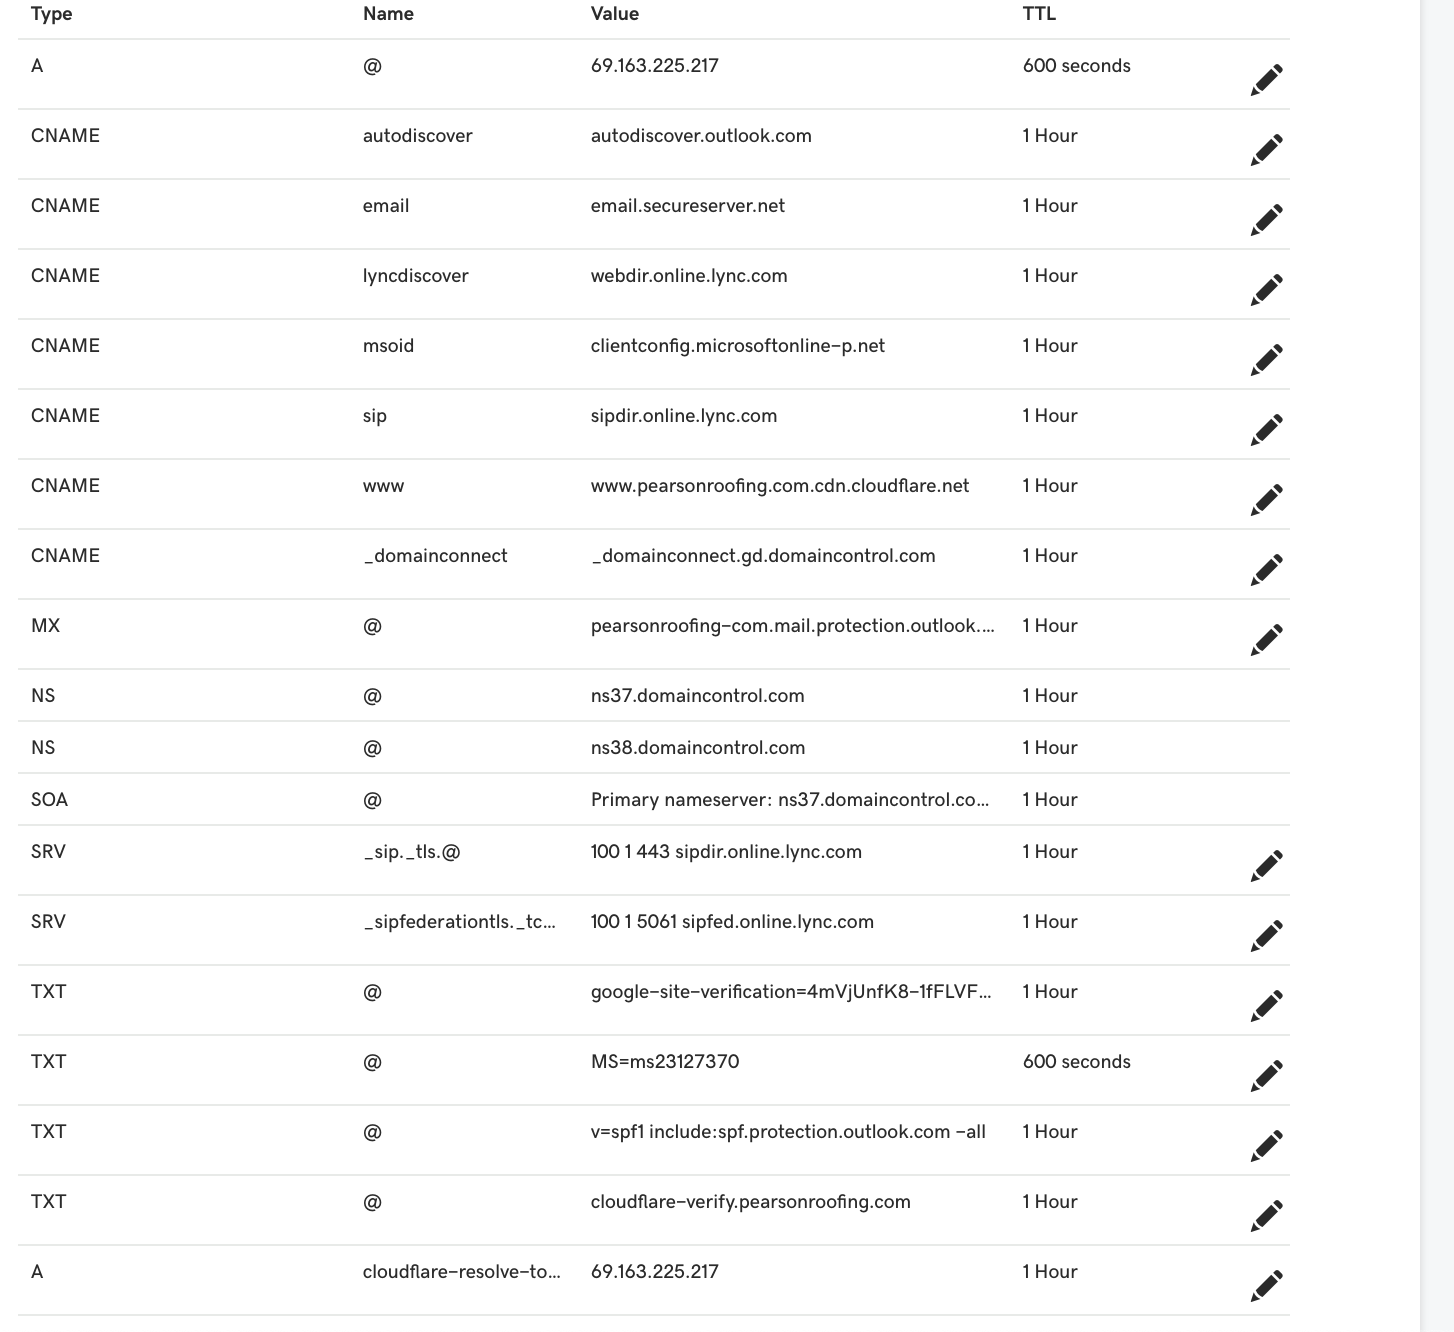 Type Name Value TTL
A @ 69.163.225.217 600 seconds
CNAME autodiscover autodiscover.outlook.com 1 Hour
CNAME email email.secureserver.net 1 Hour
CNAME lyncdiscover webdir.online.lync.com 1 Hour
CNAME msoid clientconfig.microsoftonline-p.net 1 Hour
CNAME sip sipdir.online.lync.com 1 Hour
CNAME www www.pearsonroofing.com.cdn.cloudflare.net 1 Hour
CNAME _domainconnect _domainconnect.gd.domaincontrol.com 1 Hour
MX @ pearsonroofing-com.mail.protection.outlook.... 1 Hour
NS @ ns37.domaincontrol.com 1 Hour
NS @ ns38.domaincontrol.com 1 Hour
SOA @ Primary nameserver: ns37.domaincontrol.co... 1 Hour
SRV _sip._tls.@ 100 1 443 sipdir.online.lync.com 1 Hour
SRV _sipfederationtls._tc... 100 1 5061 sipfed.online.lync.com 1 Hour
TXT @ google-site-verification=4mVjUnfK8-1fFLVF... 1 Hour
TXT @ MS=ms23127370 600 seconds
TXT @ v=spf1 include:spf.protection.outlook.com -all 1 Hour
TXT @ cloudflare-verify.pearsonroofing.com 1 Hour
A cloudflare-resolve-to... 69.163.225.217 1 Hour